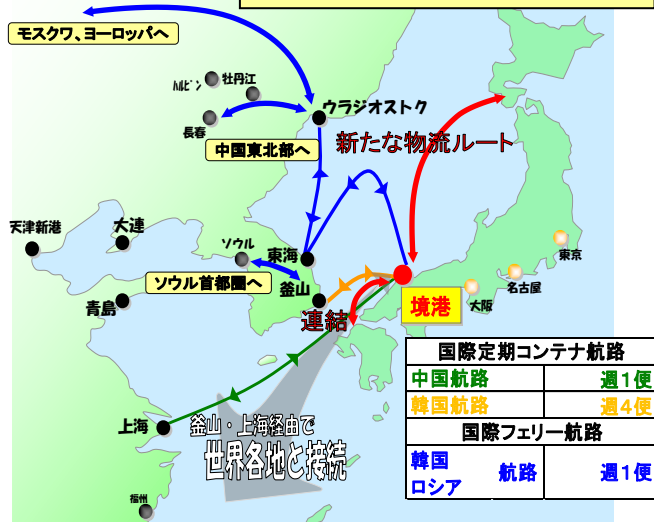 モスクワ、ヨーロッパへ
ハルビン
牡丹江
ウラジオストク
長春
中国東北部へ
新たな物流ルート
天津新港
大連
ソウル
東海
東京
ソウル首都圏へ
釜山
名古屋
青島
連結
境港
大阪
国際定期コンテナ航路
中国航路 週1便
韓国航路 週4便
国際フェリー航路
韓国
ロシア 航路 週1便
上海
釜山・上海経由で
世界各地と接続
福州